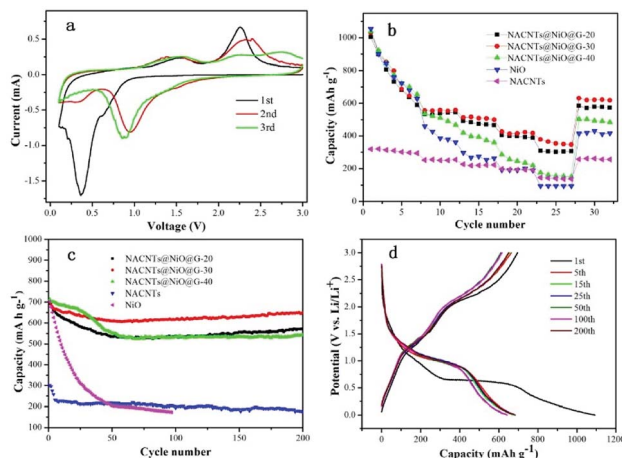 a
Current (mA)
1.0
0.5
0.0
-0.5
-1.0
-1.5
0.0 0.5 1.0 1.5 2.0 2.5 3.0
Voltage (V)
1st
2nd
3rd
b
Capacity (mAh g⁻¹)
1000
800
600
400
200
0
0 5 10 15 20 25 30
Cycle number
NACNTs@NiO@G-20
NACNTs@NiO@G-30
NACNTs@NiO@G-40
NiO
NACNTs
c
Capacity (mA h g⁻¹)
1000
900
800
700
600
500
400
300
200
100
0 50 100 150 200
Cycle number
NACNTs@NiO@G-20
NACNTs@NiO@G-30
NACNTs@NiO@G-40
NACNTs
NiO
d
Potential (V vs. Li/Li⁺)
3.0
2.5
2.0
1.5
1.0
0.5
0.0
0 200 400 600 800 1000 1200
Capacity (mAh g⁻¹)
1st
5th
15th
25th
50th
100th
200th